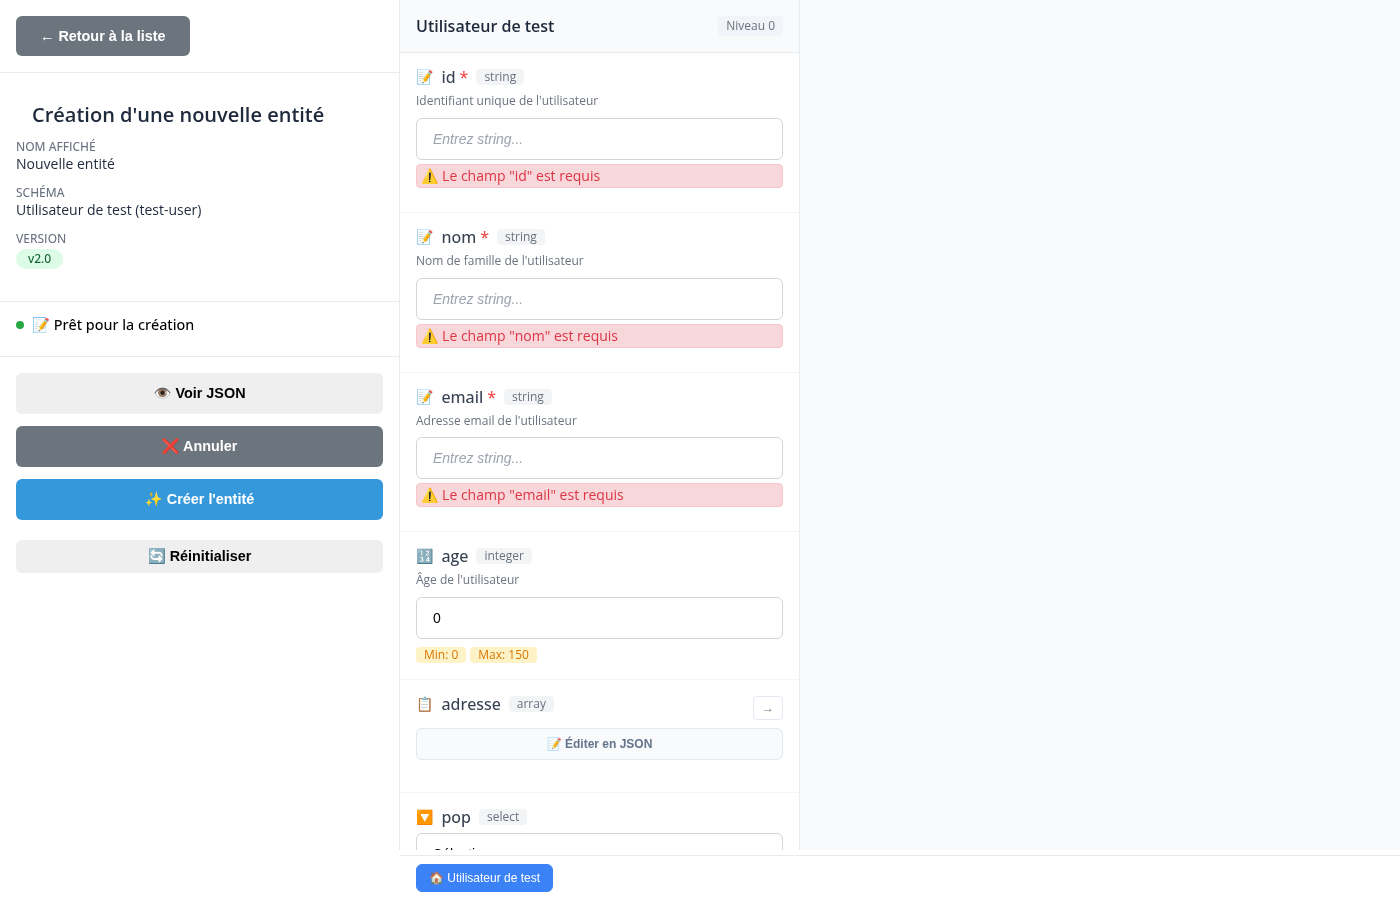 ← Retour à la liste
Création d'une nouvelle entité
NOM AFFICHÉ
Nouvelle entité
SCHÉMA
Utilisateur de test (test-user)
VERSION
v2.0
📝 Prêt pour la création
👁️ Voir JSON
❌ Annuler
✨ Créer l'entité
🔄 Réinitialiser
Utilisateur de test Niveau 0
📝 id * string
Identifiant unique de l'utilisateur
Entrez string...
⚠️ Le champ "id" est requis
📝 nom * string
Nom de famille de l'utilisateur
Entrez string...
⚠️ Le champ "nom" est requis
📝 email * string
Adresse email de l'utilisateur
Entrez string...
⚠️ Le champ "email" est requis
🔢 age integer
Âge de l'utilisateur
0
Min: 0 Max: 150
📋 adresse array →
📝 Éditer en JSON
🔽 pop select
🏠 Utilisateur de test